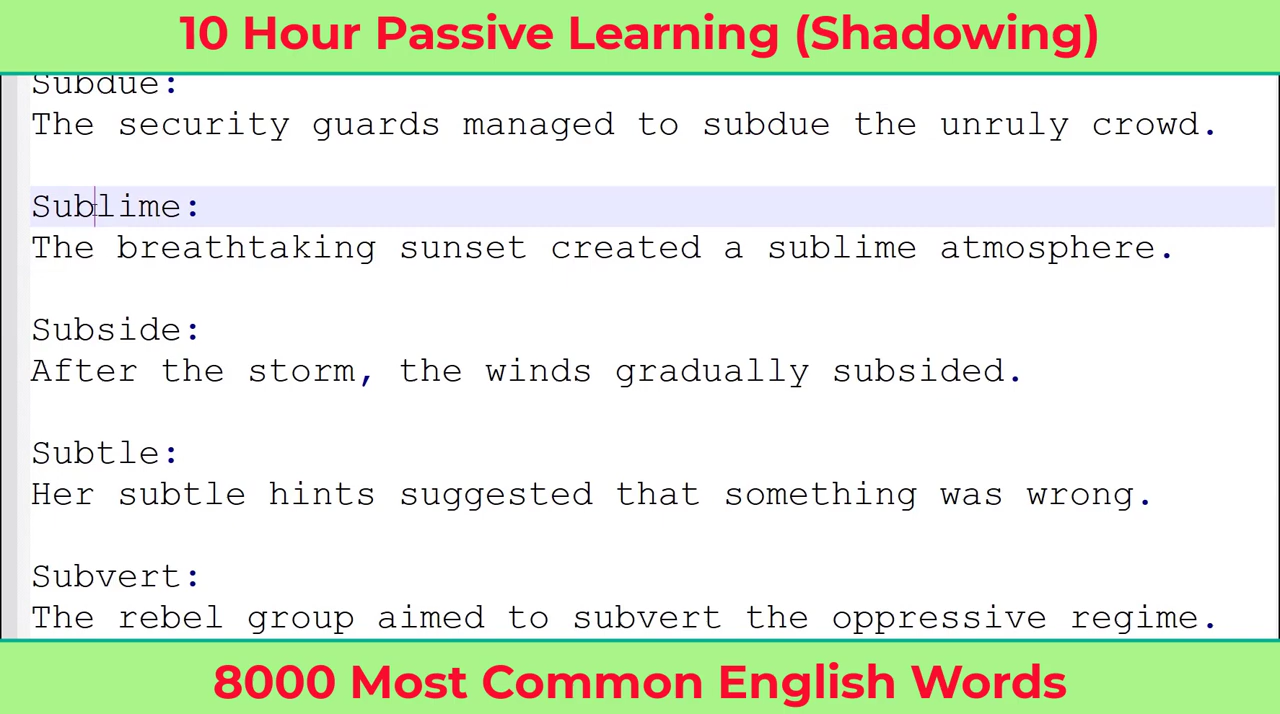 10 Hour Passive Learning (Shadowing)
Subdue:
The security guards managed to subdue the unruly crowd.
Sublime:
The breathtaking sunset created a sublime atmosphere.
Subside:
After the storm, the winds gradually subsided.
Subtle:
Her subtle hints suggested that something was wrong.
Subvert:
The rebel group aimed to subvert the oppressive regime.
8000 Most Common English Words